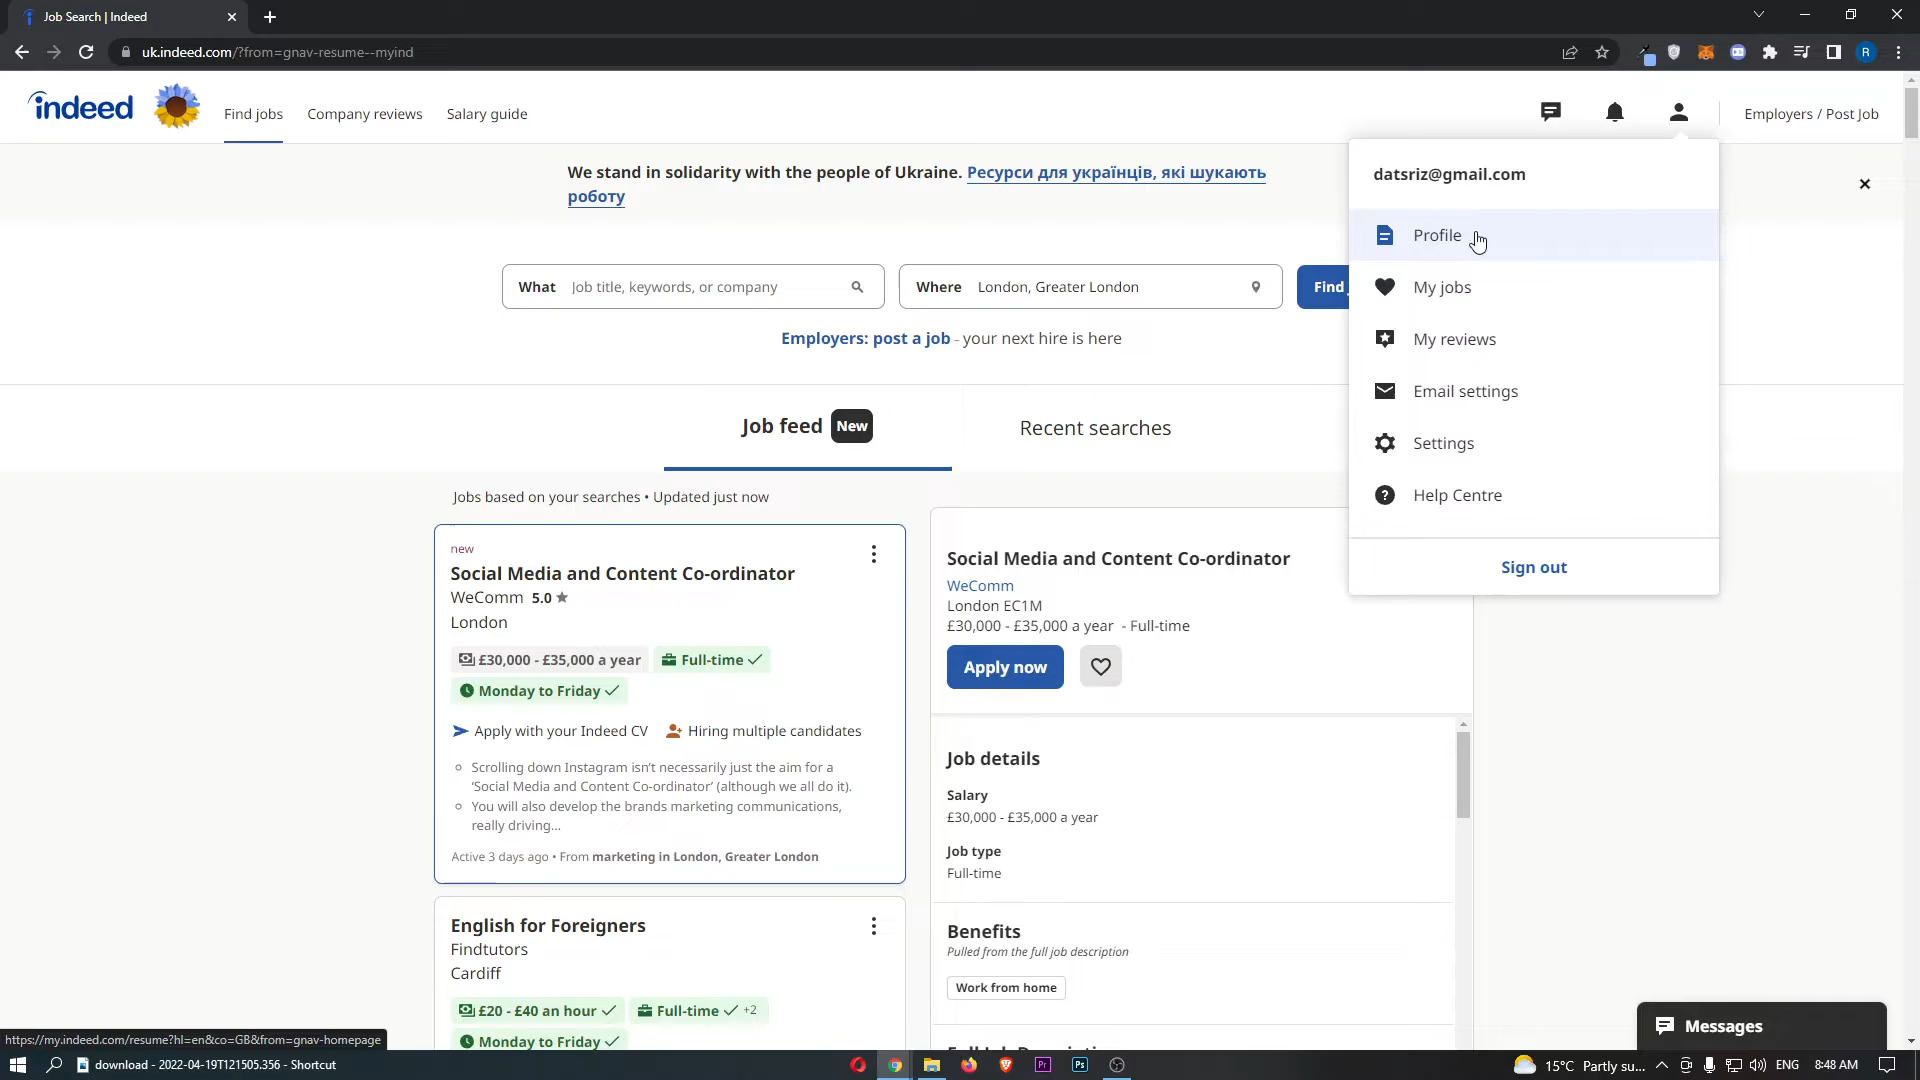 Job Search | Indeed
uk.indeed.com/?from=gnav-resume--myind
R
indeed
Find jobs
Company reviews
Salary guide
Employers / Post Job
We stand in solidarity with the people of Ukraine. Ресурси для українців, які шукають
роботу
datsriz@gmail.com
Profile
My jobs
My reviews
Email settings
Settings
Help Centre
Sign out
What Job title, keywords, or company
Where London, Greater London
Find
Employers: post a job - your next hire is here
Job feed New
Recent searches
Jobs based on your searches • Updated just now
new
Social Media and Content Co-ordinator
WeComm 5.0
London
£30,000 - £35,000 a year
Full-time
Monday to Friday
Apply with your Indeed CV
Hiring multiple candidates
Scrolling down Instagram isn't necessarily just the aim for a
'Social Media and Content Co-ordinator' (although we all do it).
You will also develop the brands marketing communications,
really driving...
Active 3 days ago • From marketing in London, Greater London
English for Foreigners
Findtutors
Cardiff
£20 - £40 an hour
Full-time +2
Monday to Friday
Social Media and Content Co-ordinator
WeComm
London EC1M
£30,000 - £35,000 a year - Full-time
Apply now
Job details
Salary
£30,000 - £35,000 a year
Job type
Full-time
Benefits
Pulled from the full job description
Work from home
Messages
https://my.indeed.com/resume?hl=en&co=GB&from=gnav-homepage
download - 2022-04-19T121505.356 - Shortcut
Pr
Ps
15°C Partly su...
ENG
8:48 AM